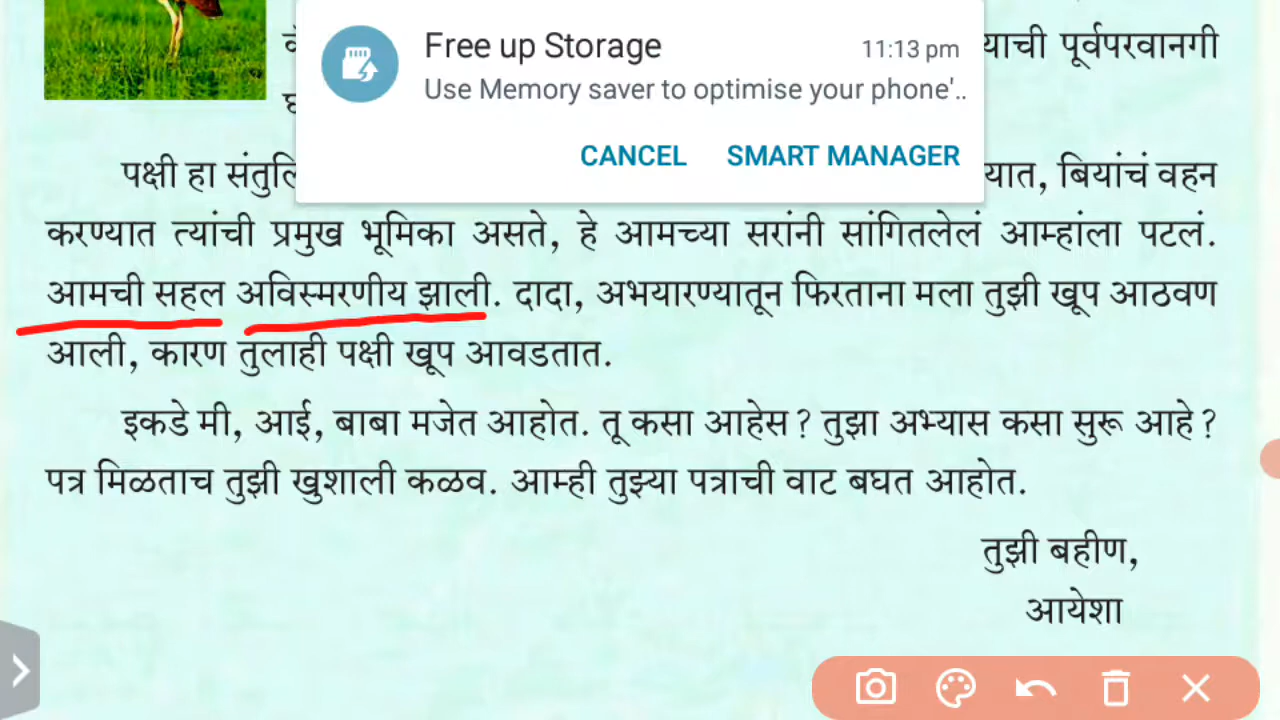 Free up Storage 11:13 pm
Use Memory saver to optimise your phone'..
CANCEL SMART MANAGER
याची पूर्वपरवानगी
पक्षी हा बियांचं वहन
करण्यात त्यांची प्रमुख भूमिका असते, हे आमच्या सरांनी सांगितलेलं आम्हांला पटलं.
आमची सहल अविस्मरणीय झाली. दादा, अभयारण्यातून फिरताना मला तुझी खूप आठवण
आली, कारण तुलाही पक्षी खूप आवडतात.
इकडे मी, आई, बाबा मजेत आहोत. तू कसा आहेस? तुझा अभ्यास कसा सुरू आहे?
पत्र मिळताच तुझी खुशाली कळव. आम्ही तुझ्या पत्राची वाट बघत आहोत.
तुझी बहीण,
आयेशा